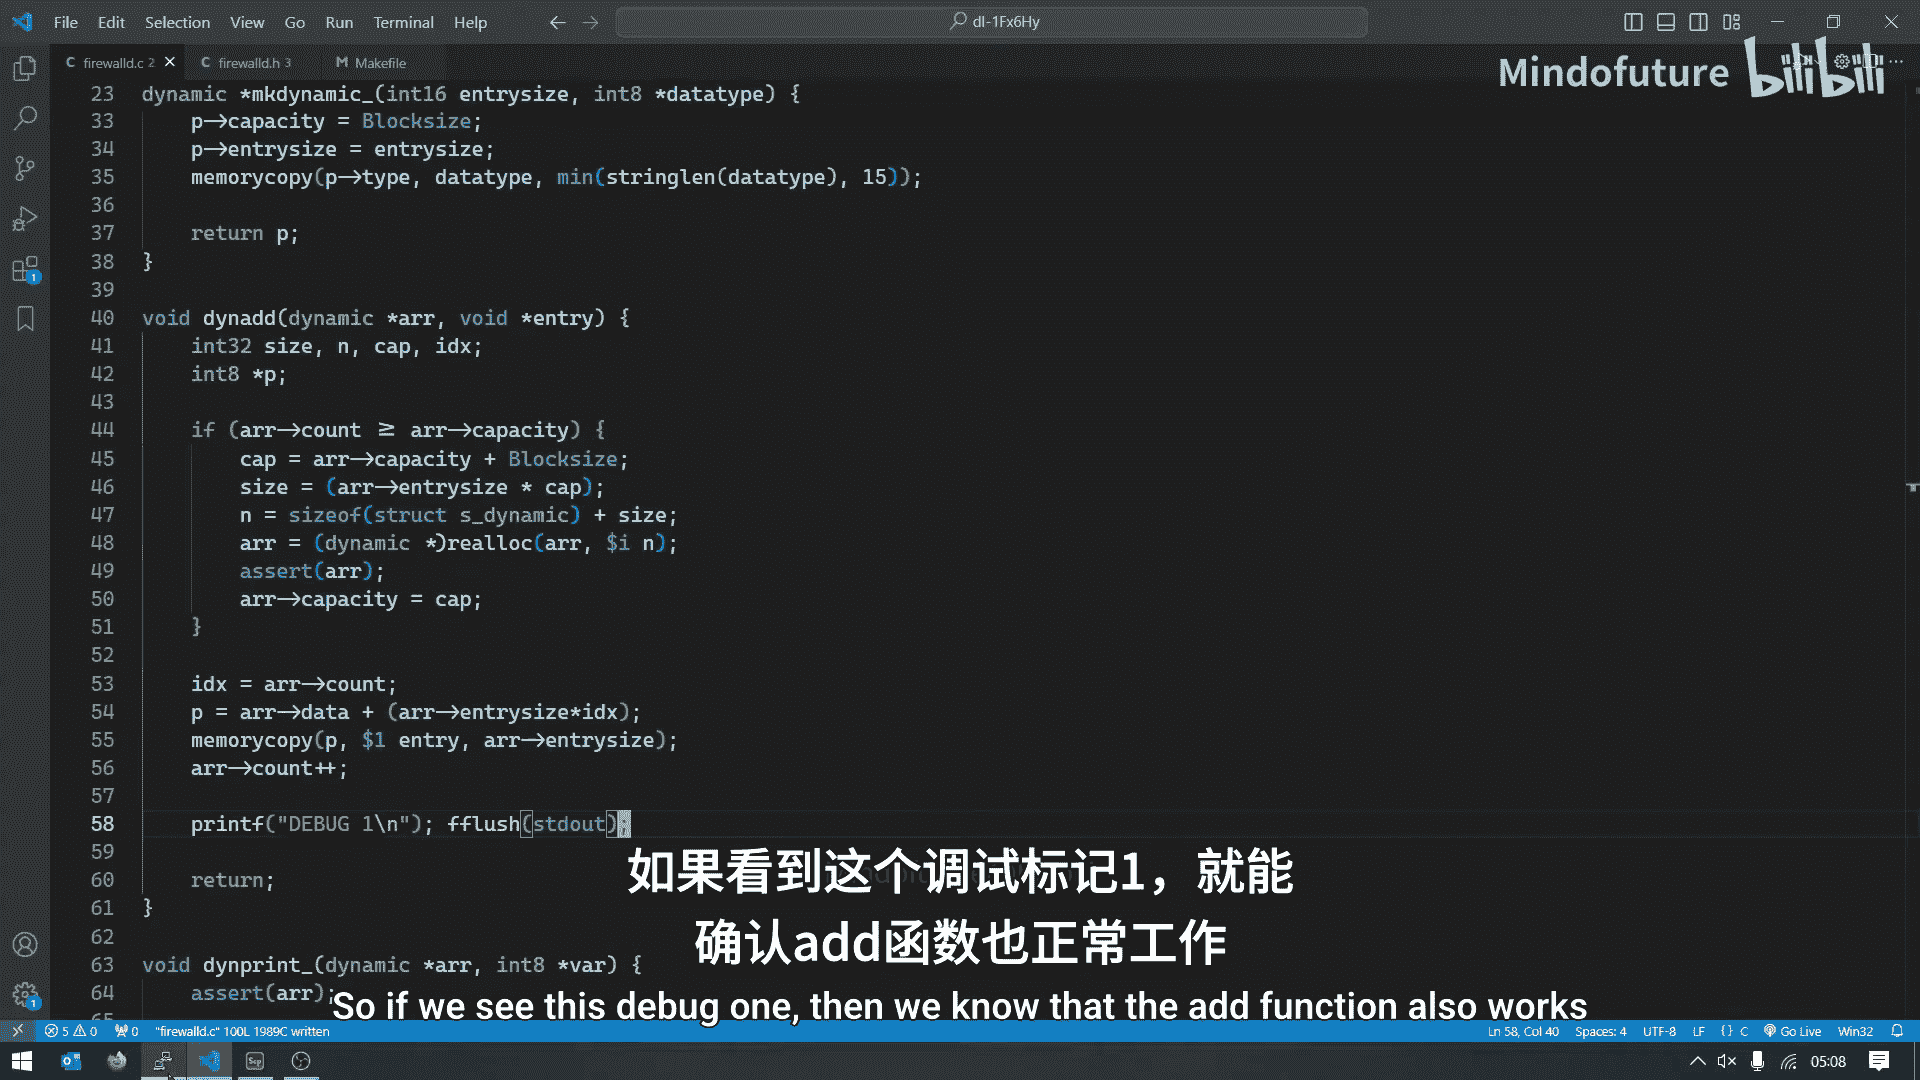 File Edit Selection View Go Run Terminal Help
dl-1Fx6Hy
C firewalld.c 2
C firewalld.h 3
M Makefile
Mindofuture bilibili
23 dynamic *mkdynamic_(int16 entrysize, int8 *datatype) {
33 p→capacity = Blocksize;
34 p→entrysize = entrysize;
35 memorycopy(p→type, datatype, min(stringlen(datatype), 15));
36
37 return p;
38 }
39
40 void dynadd(dynamic *arr, void *entry) {
41 int32 size, n, cap, idx;
42 int8 *p;
43
44 if (arr→count ≥ arr→capacity) {
45 cap = arr→capacity + Blocksize;
46 size = (arr→entrysize * cap);
47 n = sizeof(struct s_dynamic) + size;
48 arr = (dynamic *)realloc(arr, $i n);
49 assert(arr);
50 arr→capacity = cap;
51 }
52
53 idx = arr→count;
54 p = arr→data + (arr→entrysize*idx);
55 memorycopy(p, $1 entry, arr→entrysize);
56 arr→count++;
57
58 printf("DEBUG 1\n"); fflush(stdout);
59
60 return;
61 }
62
63 void dynprint_(dynamic *arr, int8 *var) {
64 assert(arr);
65
如果看到这个调试标记1，就能
确认add函数也正常工作
So if we see this debug one, then we know that the add function also works
5 0 0 "firewalld.c" 100L 1989C written
Ln 58, Col 40 Spaces: 4 UTF-8 LF {} C Go Live Win32
05:08